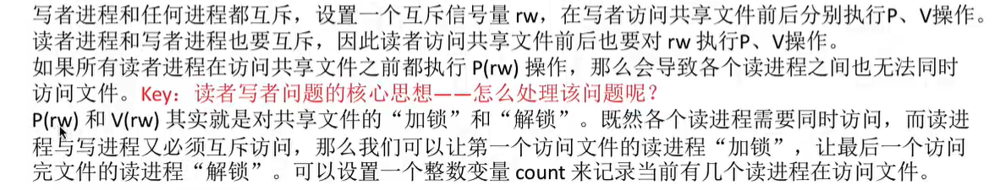 写者进程和任何进程都互斥，设置一个互斥信号量 rw，在写者访问共享文件前后分别执行P、V操作。
读者进程和写者进程也要互斥，因此读者访问共享文件前后也要对 rw 执行P、V操作。
如果所有读者进程在访问共享文件之前都执行 P(rw) 操作，那么会导致各个读进程之间也无法同时
访问文件。Key：读者写者问题的核心思想——怎么处理该问题呢？
P(rw) 和 V(rw) 其实就是对共享文件的“加锁”和“解锁”。既然各个读进程需要同时访问，而读进
程与写进程又必须互斥访问，那么我们可以让第一个访问文件的读进程“加锁”，让最后一个访问
完文件的读进程“解锁”。可以设置一个整数变量 count 来记录当前有几个读进程在访问文件。